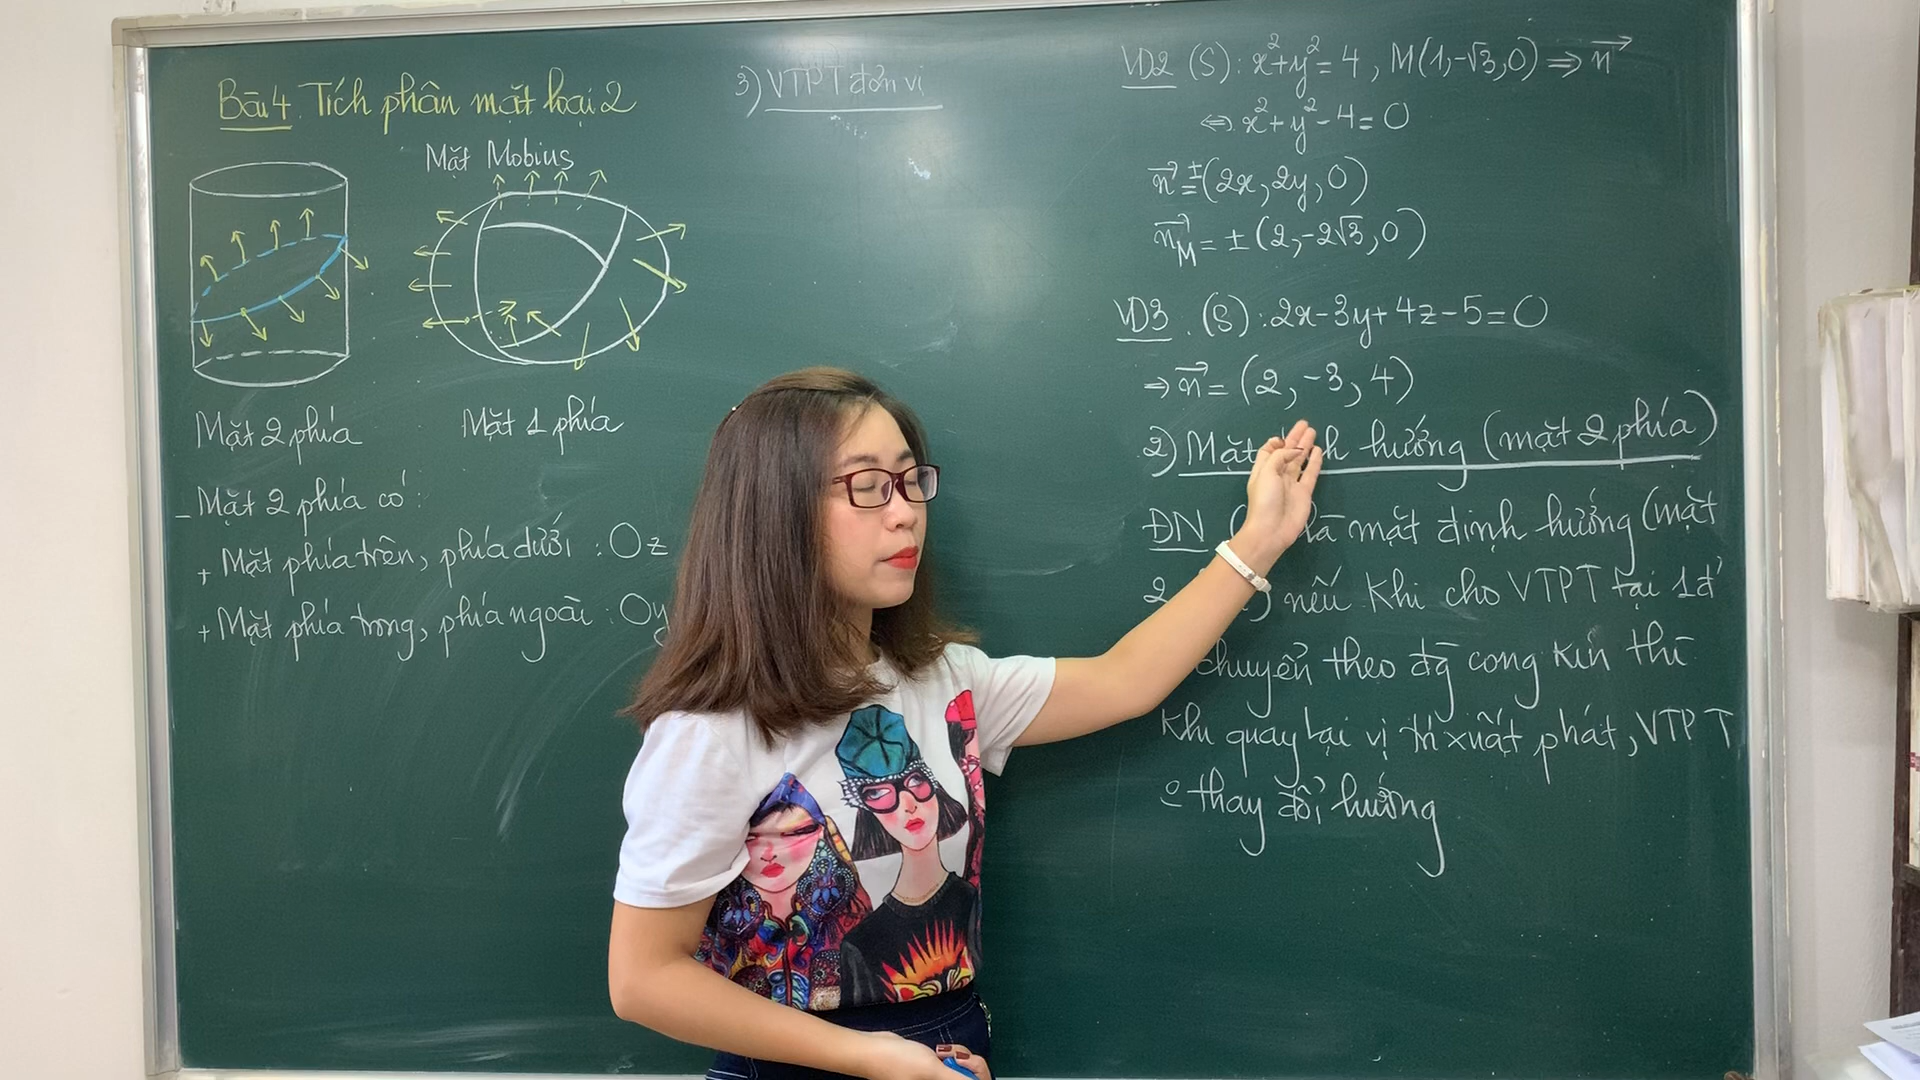 Bài 4. Tích phân mặt loại 2
Mặt Mobius
Mặt 2 phía
Mặt 1 phía
- Mặt 2 phía có:
+ Mặt phía trên, phía dưới : Oz
+ Mặt phía trong, phía ngoài : Oy
3) VTPT đơn vị
VD2 (S): x²+y²=4, M(1,-√3,0) ⇒ n⃗
⇔ x²+y²-4=0
n⃗=±(2x,2y,0)
n⃗_M = ±(2,-2√3,0)
VD3. (S): 2x-3y+4z-5=0
⇒ n⃗ = (2,-3,4)
2) Mặt định hướng (mặt 2 phía)
ĐN là mặt định hướng (mặt
2 ) nếu khi cho VTPT tại 1đ'
chuyển theo đg cong kín thì
khi quay lại vị trí xuất phát, VTPT
thay đổi hướng